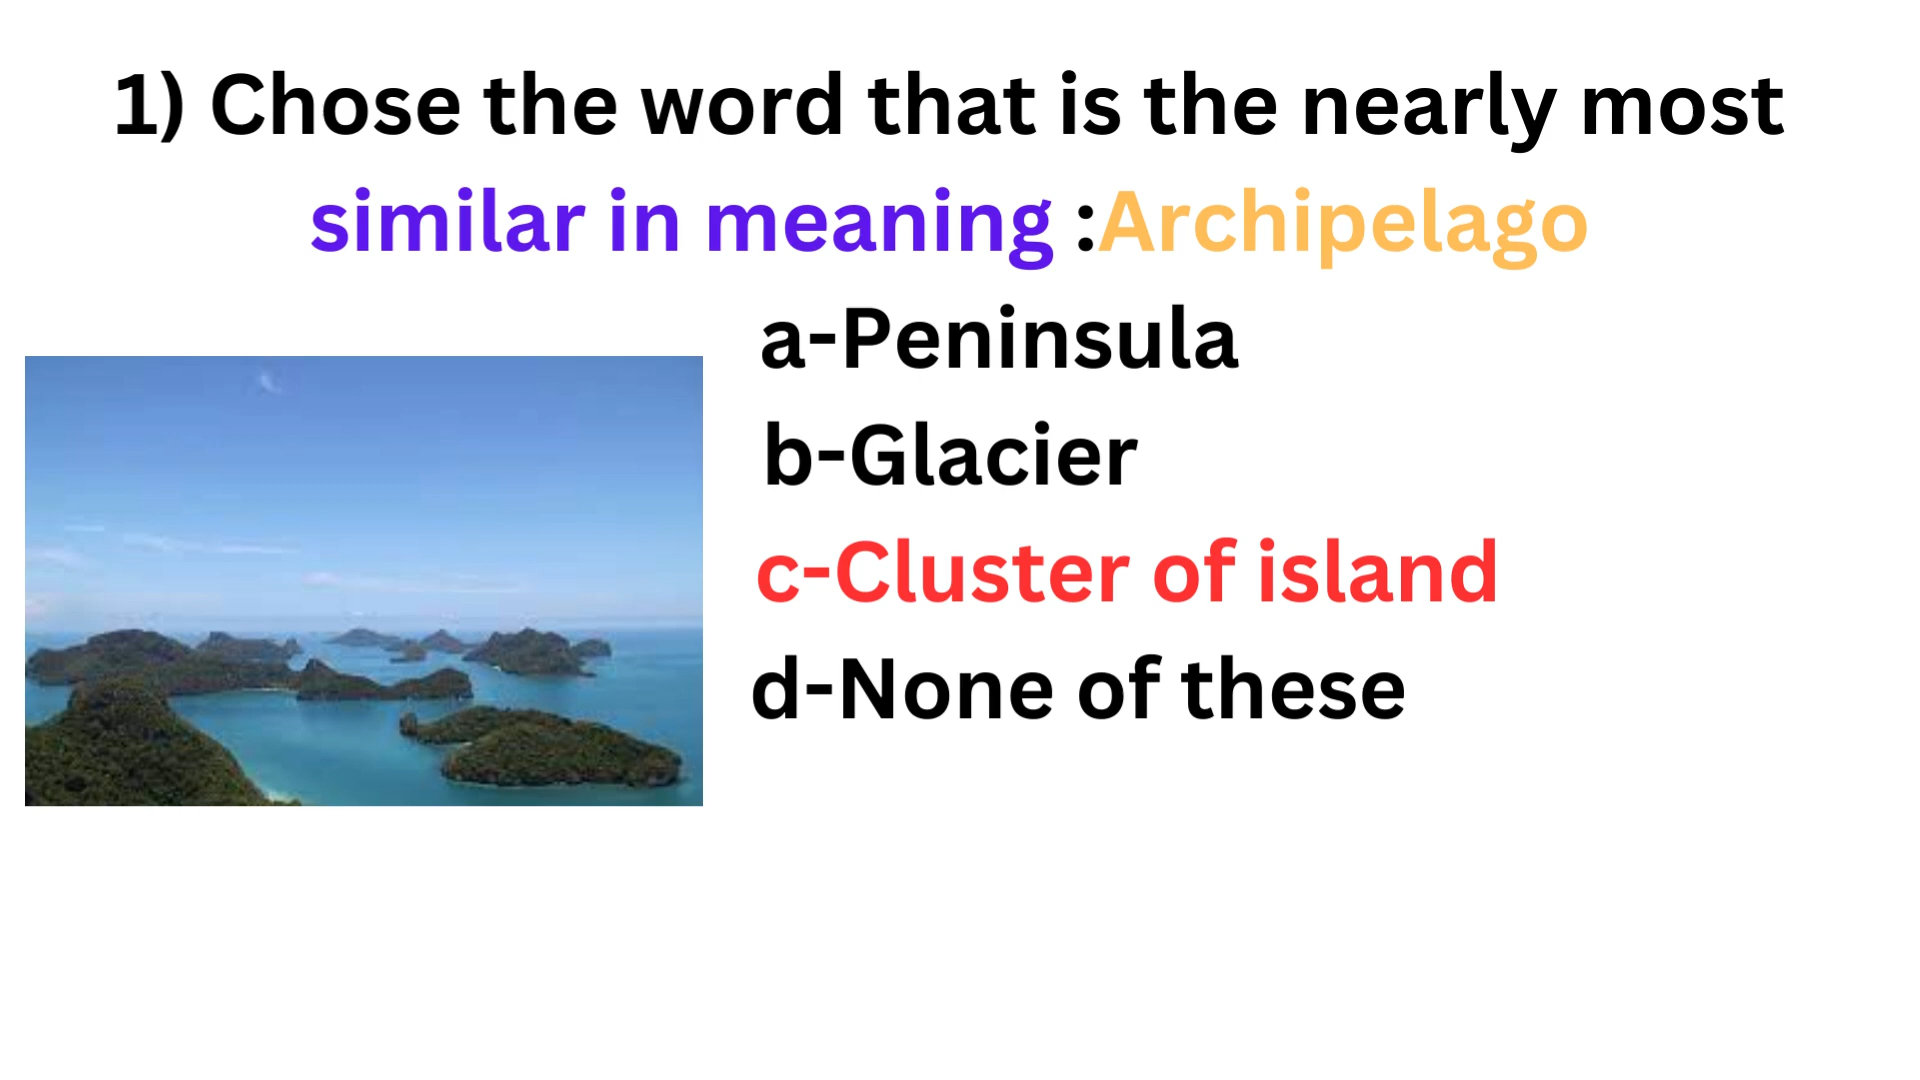 1) Chose the word that is the nearly most
similar in meaning :Archipelago
a-Peninsula
b-Glacier
c-Cluster of island
d-None of these